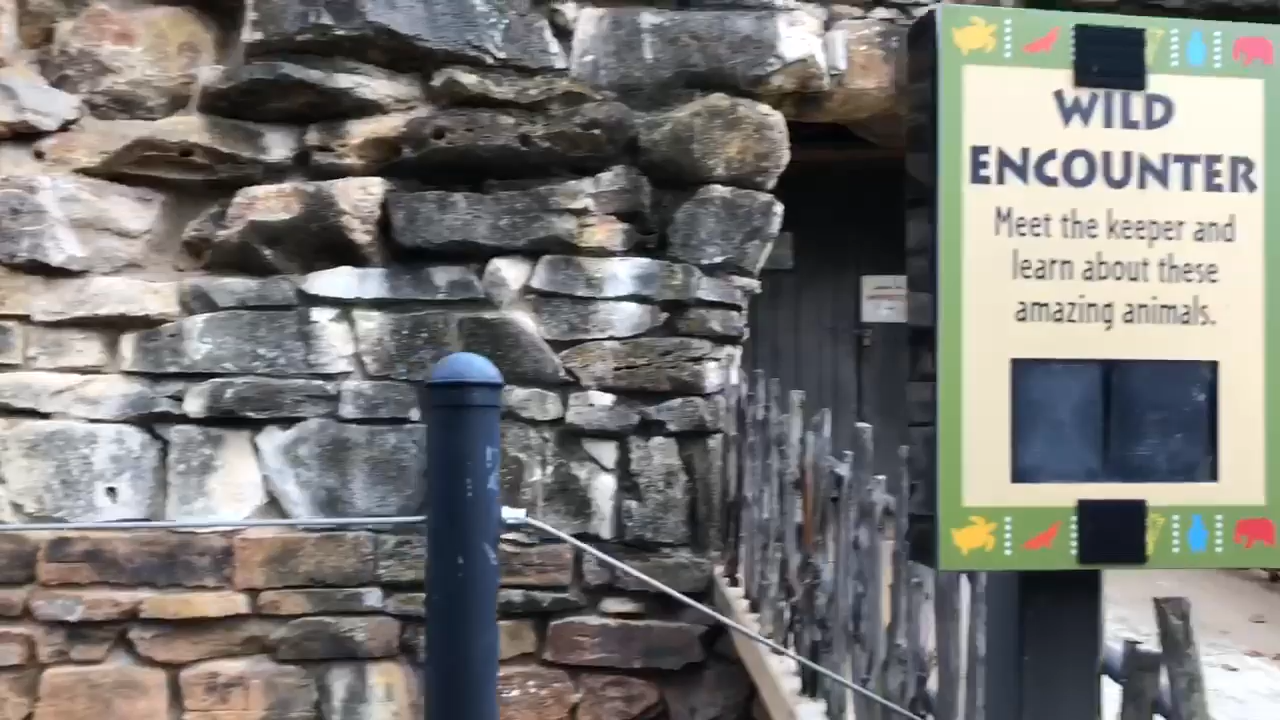 WILD
ENCOUNTER
Meet the keeper and
learn about these
amazing animals.